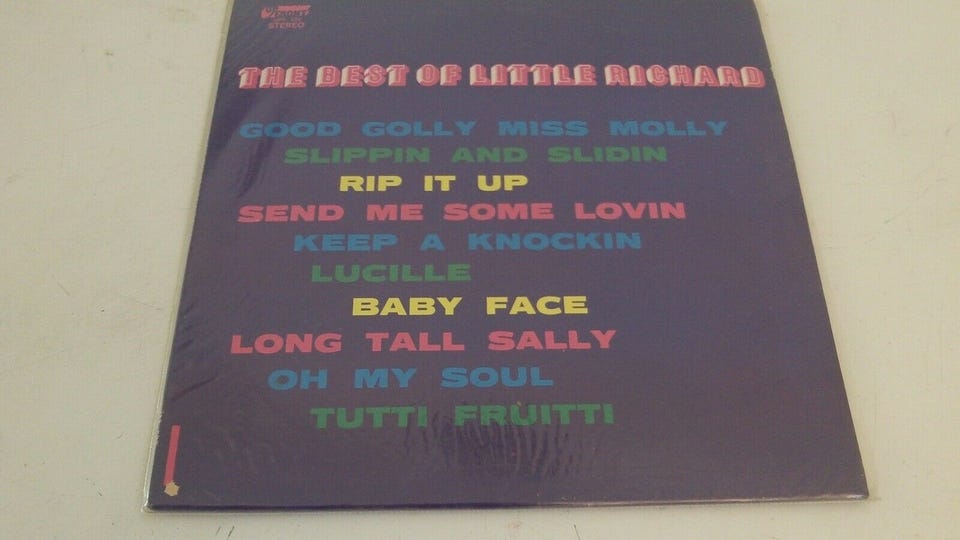 STEREO
THE BEST OF LITTLE RICHARD
GOOD GOLLY MISS MOLLY
SLIPPIN AND SLIDIN
RIP IT UP
SEND ME SOME LOVIN
KEEP A KNOCKIN
LUCILLE
BABY FACE
LONG TALL SALLY
OH MY SOUL
TUTTI FRUITTI